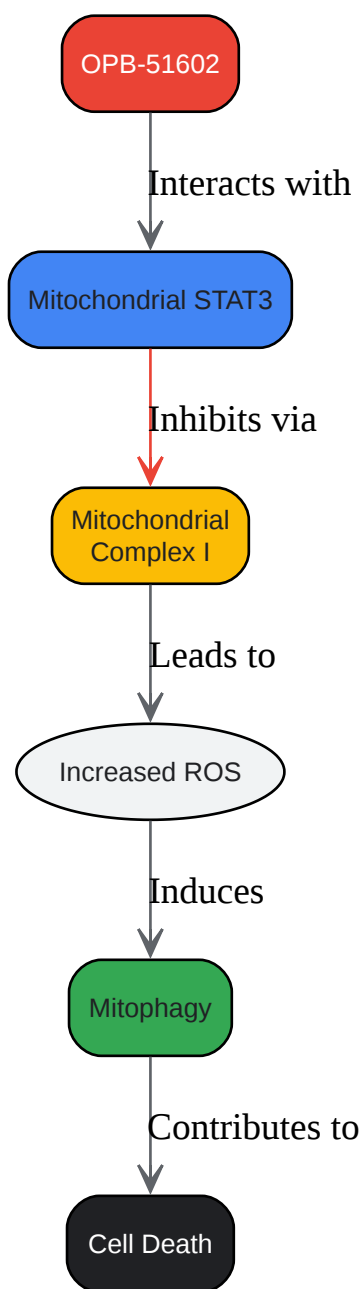 OPB-51602
Interacts with
Mitochondrial STAT3
Inhibits via
Mitochondrial
Complex I
Leads to
Increased ROS
Induces
Mitophagy
Contributes to
Cell Death